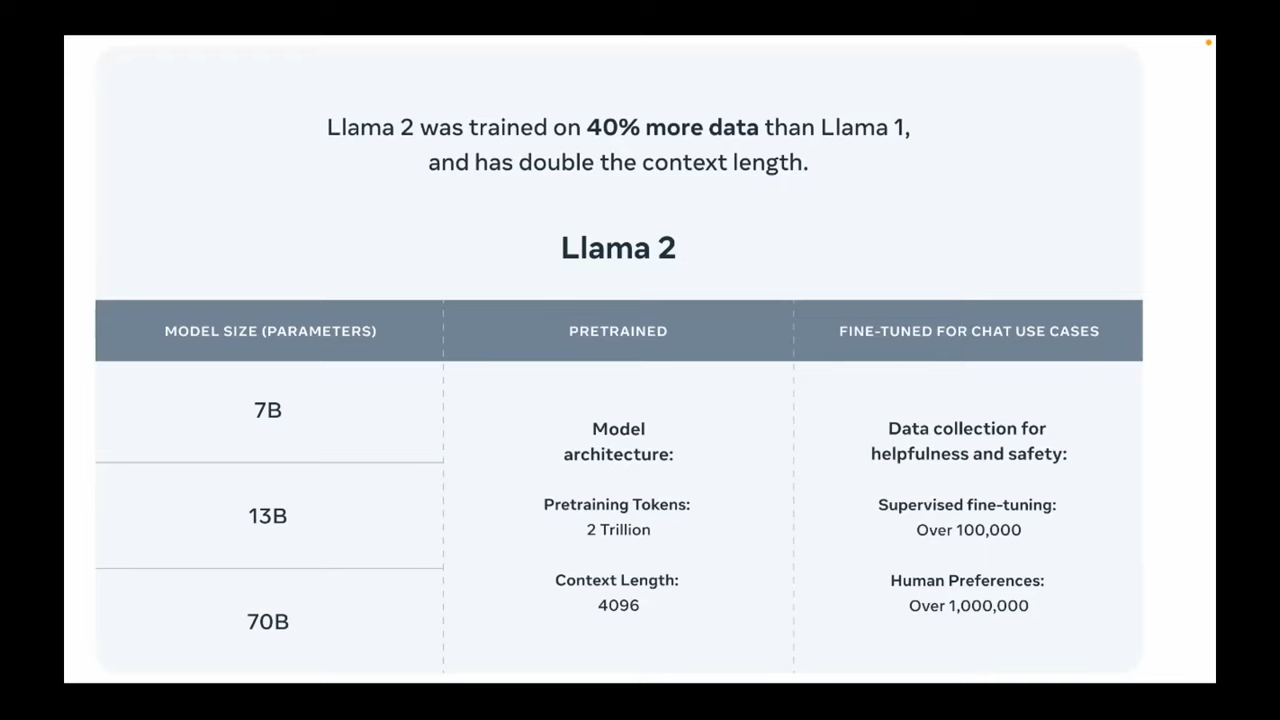 Llama 2 was trained on 40% more data than Llama 1,
and has double the context length.
Llama 2
MODEL SIZE (PARAMETERS)
PRETRAINED
FINE-TUNED FOR CHAT USE CASES
7B
13B
70B
Model
architecture:
Pretraining Tokens:
2 Trillion
Context Length:
4096
Data collection for
helpfulness and safety:
Supervised fine-tuning:
Over 100,000
Human Preferences:
Over 1,000,000